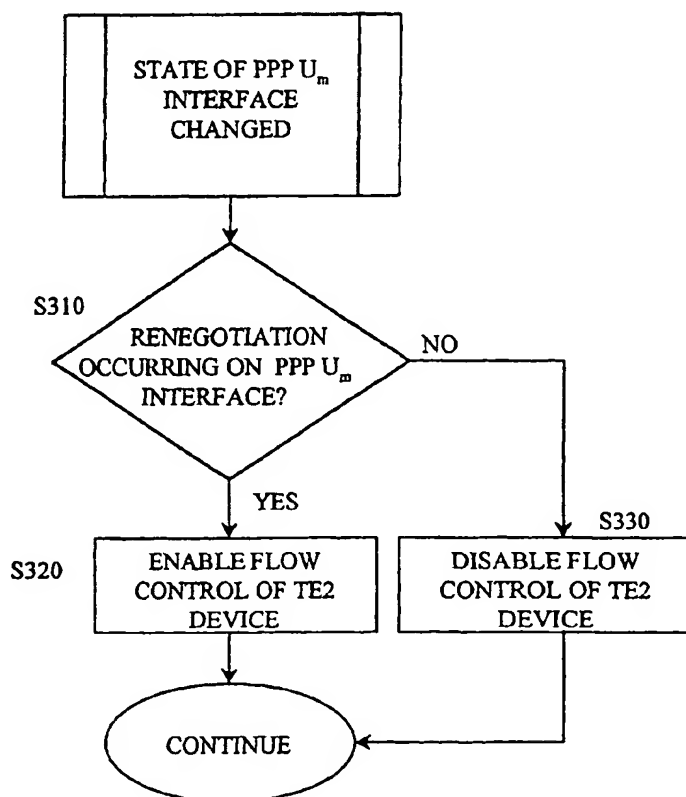 STATE OF PPP Um
INTERFACE
CHANGED
S310
RENEGOTIATION
OCCURRING ON PPP Um
INTERFACE?
NO
YES
S320
ENABLE FLOW
CONTROL OF TE2
DEVICE
S330
DISABLE FLOW
CONTROL OF TE2
DEVICE
CONTINUE